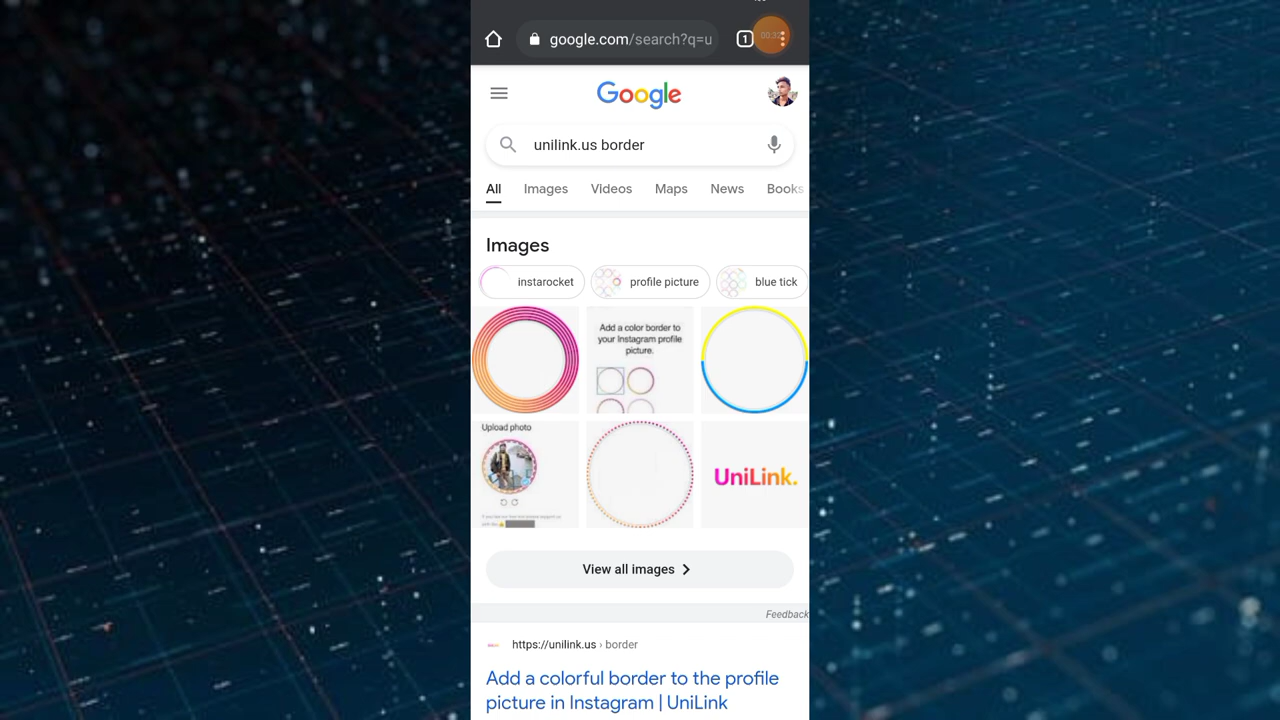 google.com/search?q=u
1
Google
unilink.us border
All Images Videos Maps News Books
Images
instarocket profile picture blue tick
Add a color border to
your Instagram profile
picture.
Upload photo
UniLink.
View all images
Feedback
https://unilink.us › border
Add a colorful border to the profile
picture in Instagram | UniLink